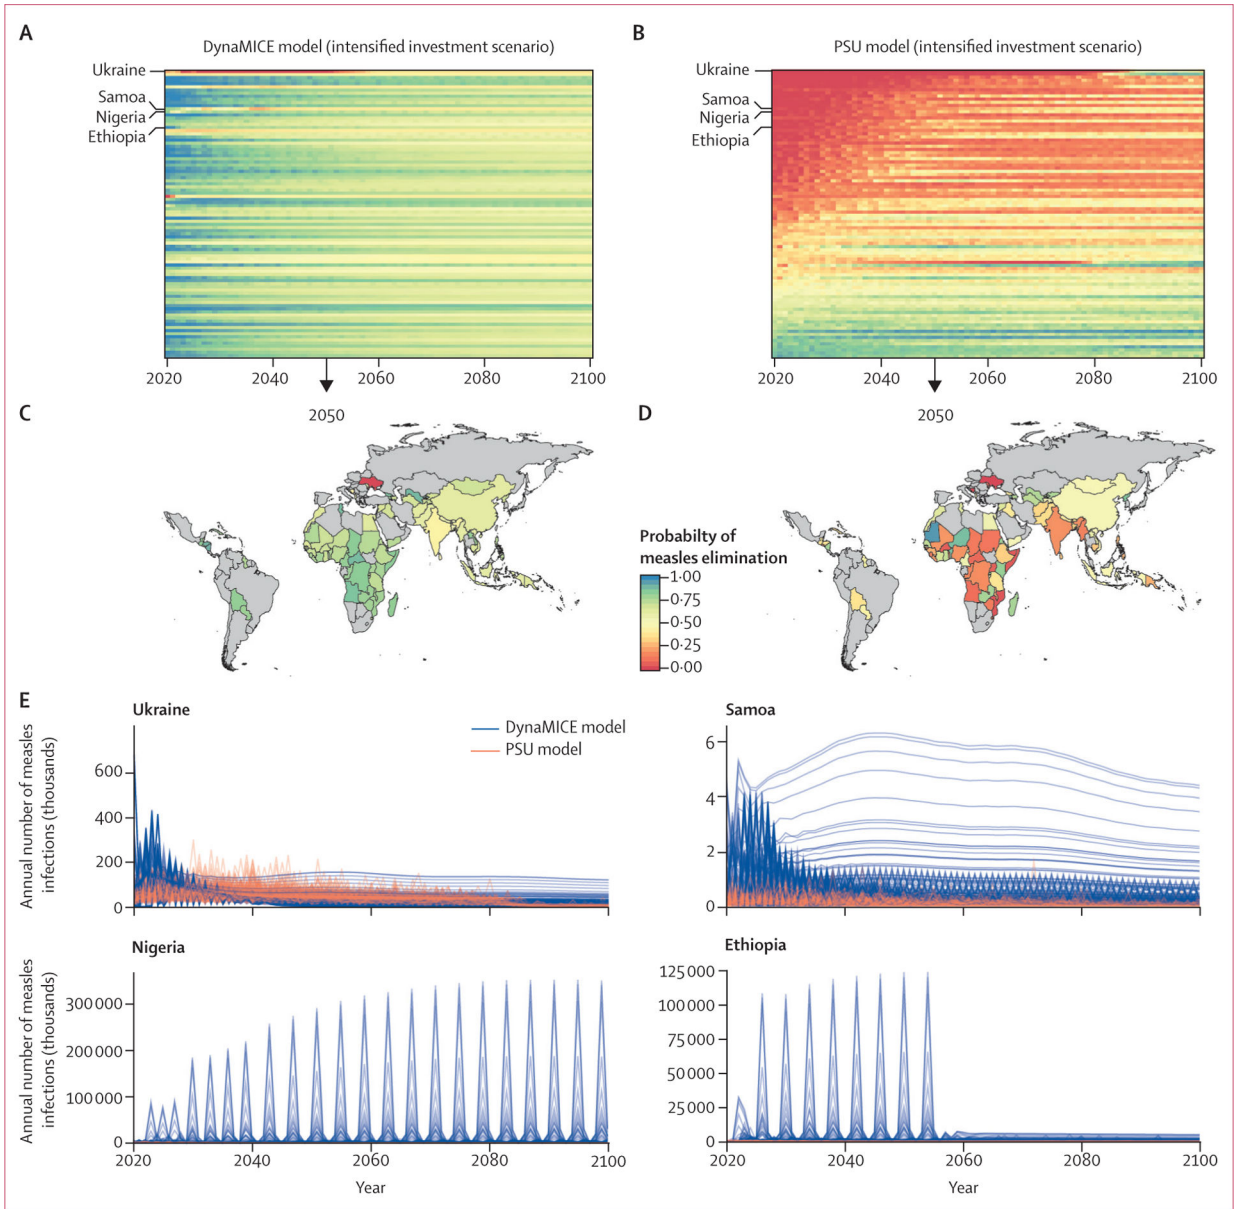 A
DynaMICE model (intensified investment scenario)
Ukraine
Samoa
Nigeria
Ethiopia
2020 2040 2060 2080 2100
B
PSU model (intensified investment scenario)
Ukraine
Samoa
Nigeria
Ethiopia
2020 2040 2060 2080 2100
C
2050
D
2050
Probabilty of
measles elimination
1·00
0·75
0·50
0·25
0·00
E
Ukraine
DynaMICE model
PSU model
Annual number of measles
infections (thousands)
600
400
200
0
Samoa
6
4
2
0
Nigeria
Annual number of measles
infections (thousands)
300 000
200 000
100 000
0
2020 2040 2060 2080 2100
Year
Ethiopia
125 000
100 000
75 000
50 000
25 000
0
2020 2040 2060 2080 2100
Year